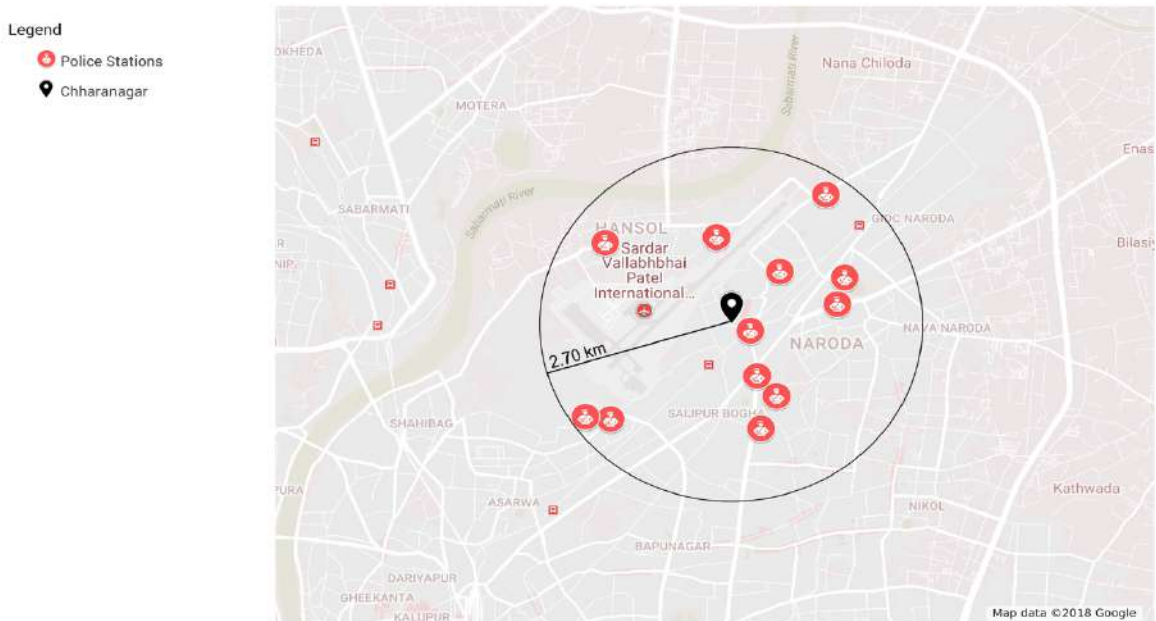 Legend
Police Stations
Chharanagar
Nana Chiloda
MOTERA
Sabarmati River
Enas
Sabarmati River
SABARMATI
HANSOL
GIDC NARODA
Bilasiy
NIP.
Sardar
Vallabhbhai
Patel
International...
NAVA NARODA
NARODA
2.70 km
SAIJPUR BOGHA
SHAHIBAG
PURA
ASARWA
Kathwada
NIKOL
BAPUNAGAR
DARIYAPUR
GHEEKANTA
KALUPUR
Map data ©2018 Google